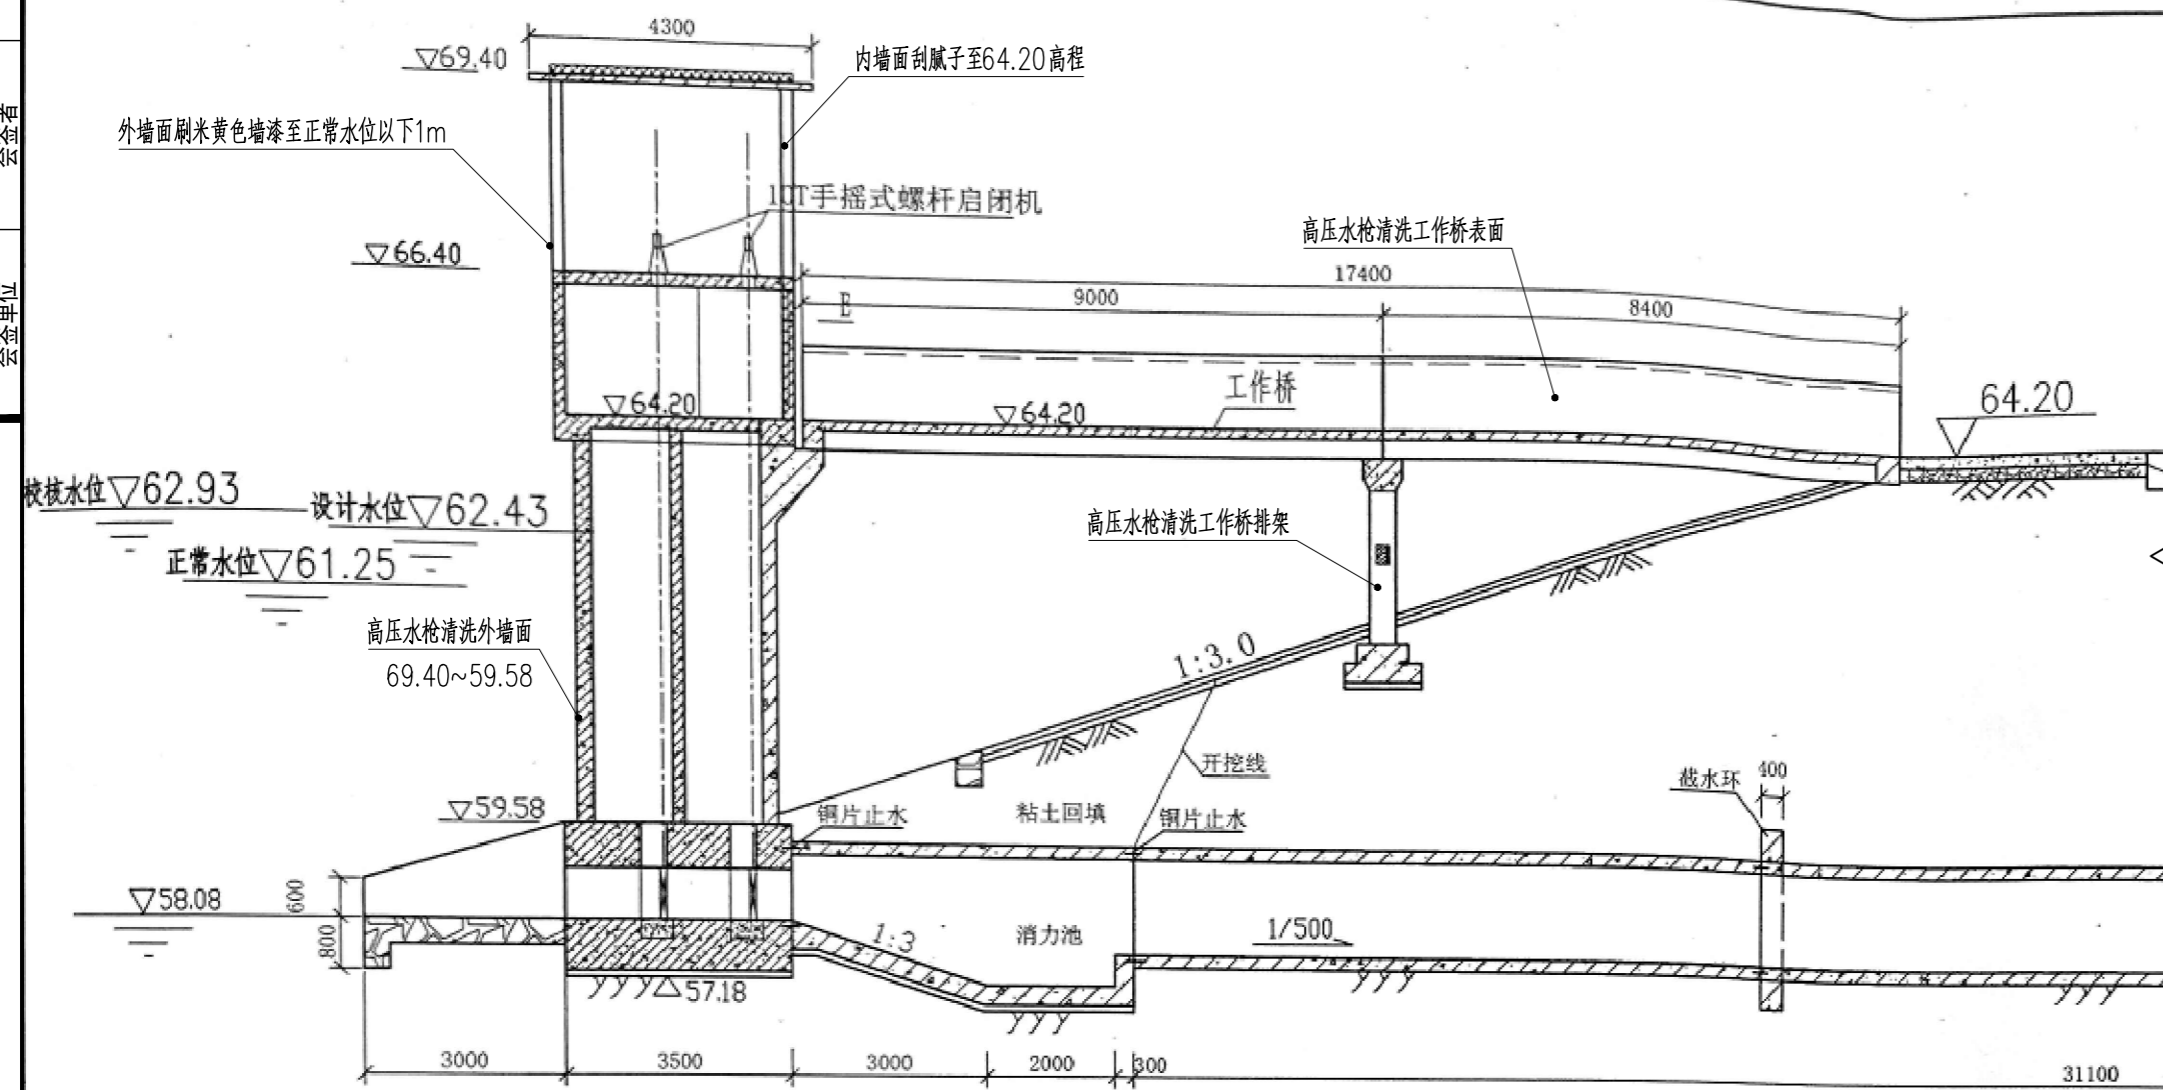 会签者
会签单位
4300
▽69.40
内墙面刮腻子至64.20高程
外墙面刷米黄色墙漆至正常水位以下1m
10T手摇式螺杆启闭机
▽66.40
高压水枪清洗工作桥表面
17400
9000
8400
E
工作桥
▽64.20
▽64.20
64.20
校核水位▽62.93
设计水位▽62.43
正常水位▽61.25
高压水枪清洗工作桥排架
高压水枪清洗外墙面
69.40~59.58
1:3.0
开挖线
截水环
400
▽59.58
铜片止水
粘土回填
铜片止水
600
▽58.08
800
1:3
消力池
1/500
△57.18
3000
3500
3000
2000
300
31100